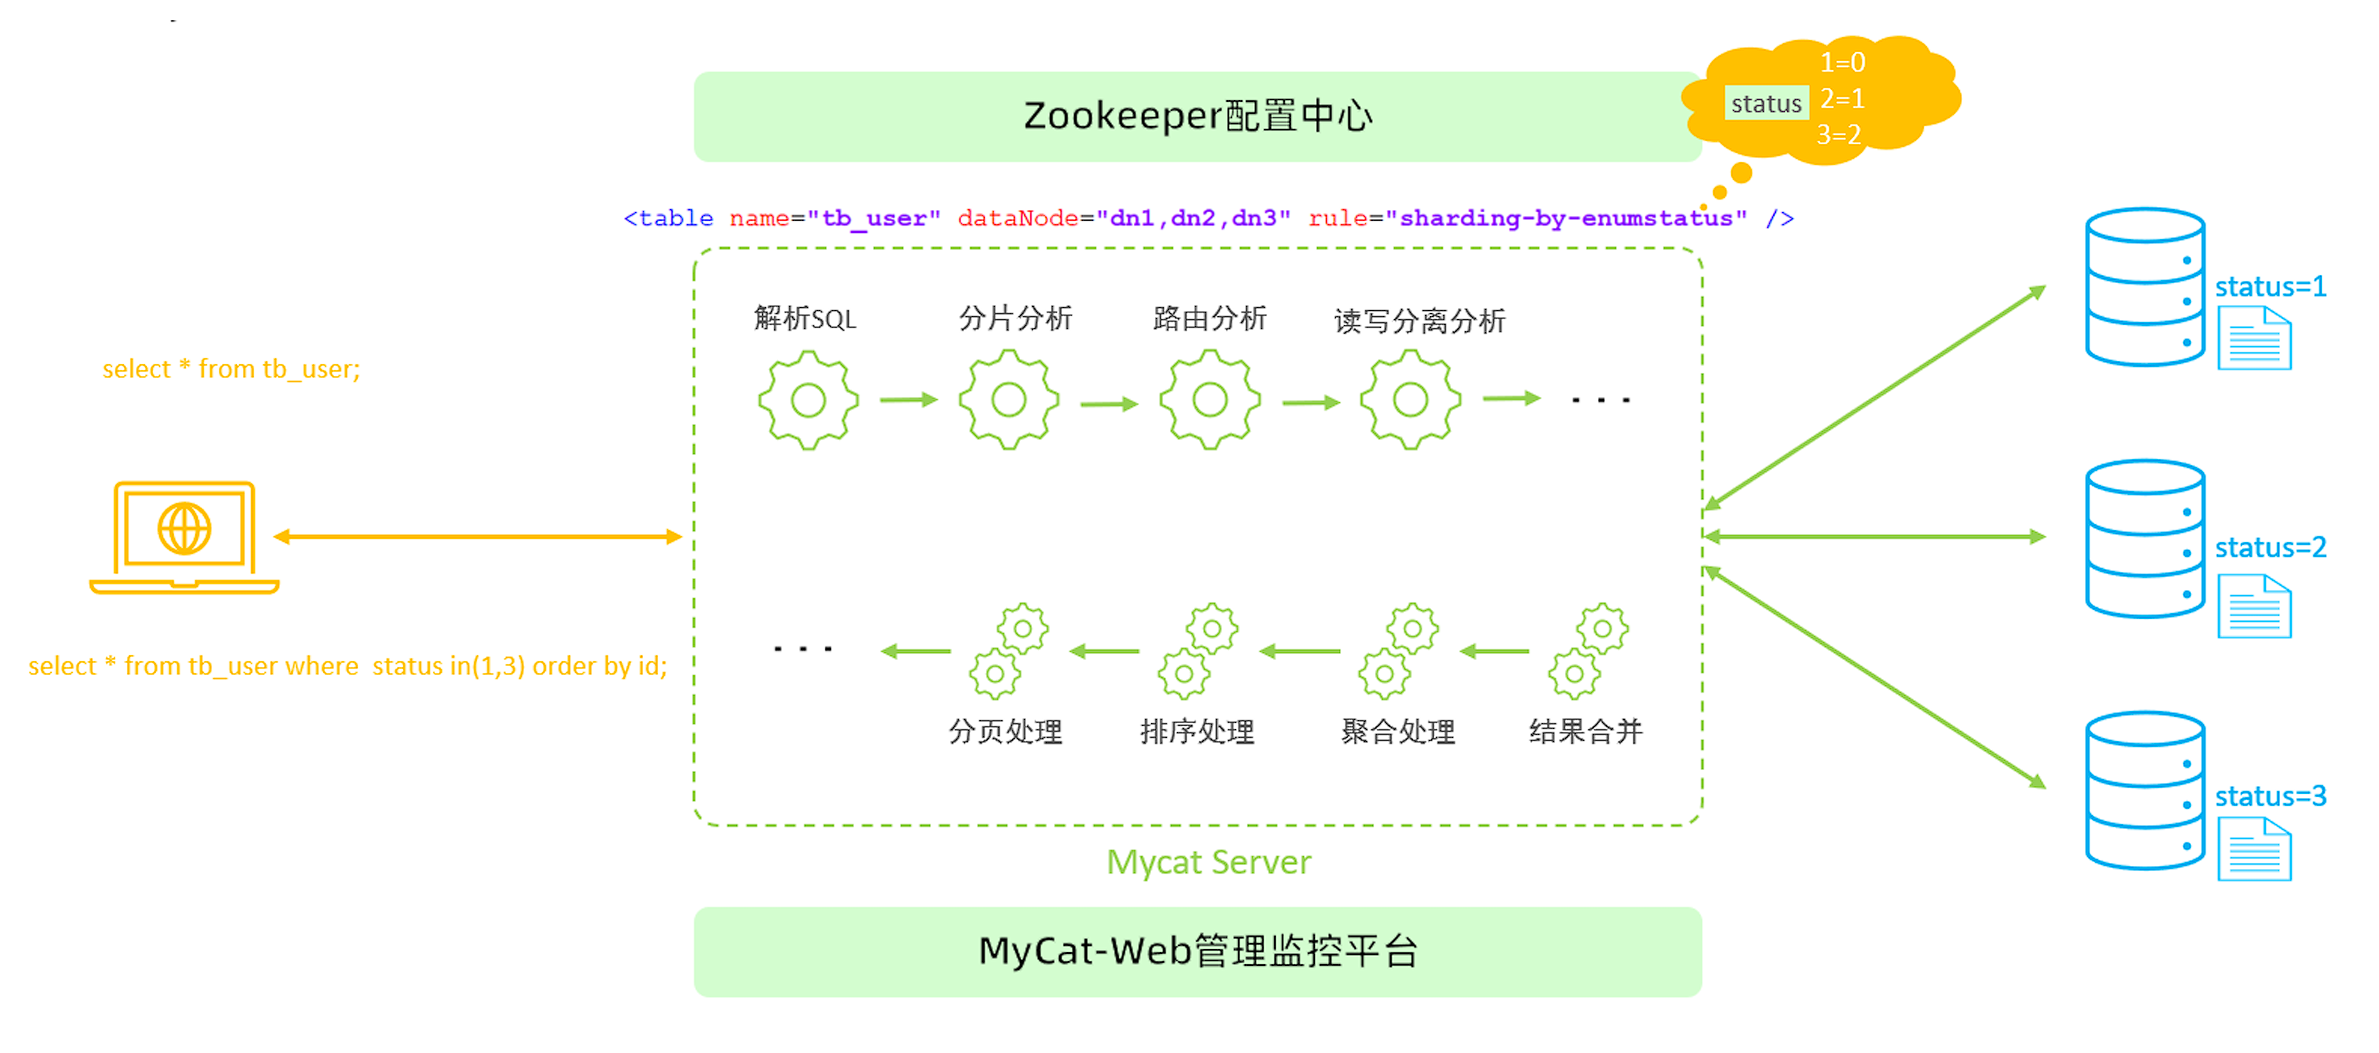 Zookeeper配置中心
status
1=0
2=1
3=2
<table name="tb_user" dataNode="dn1,dn2,dn3" rule="sharding-by-enumstatus" />
解析SQL
分片分析
路由分析
读写分离分析
. . .
select * from tb_user;
select * from tb_user where  status in(1,3) order by id;
. . .
分页处理
排序处理
聚合处理
结果合并
Mycat Server
MyCat-Web管理监控平台
status=1
status=2
status=3